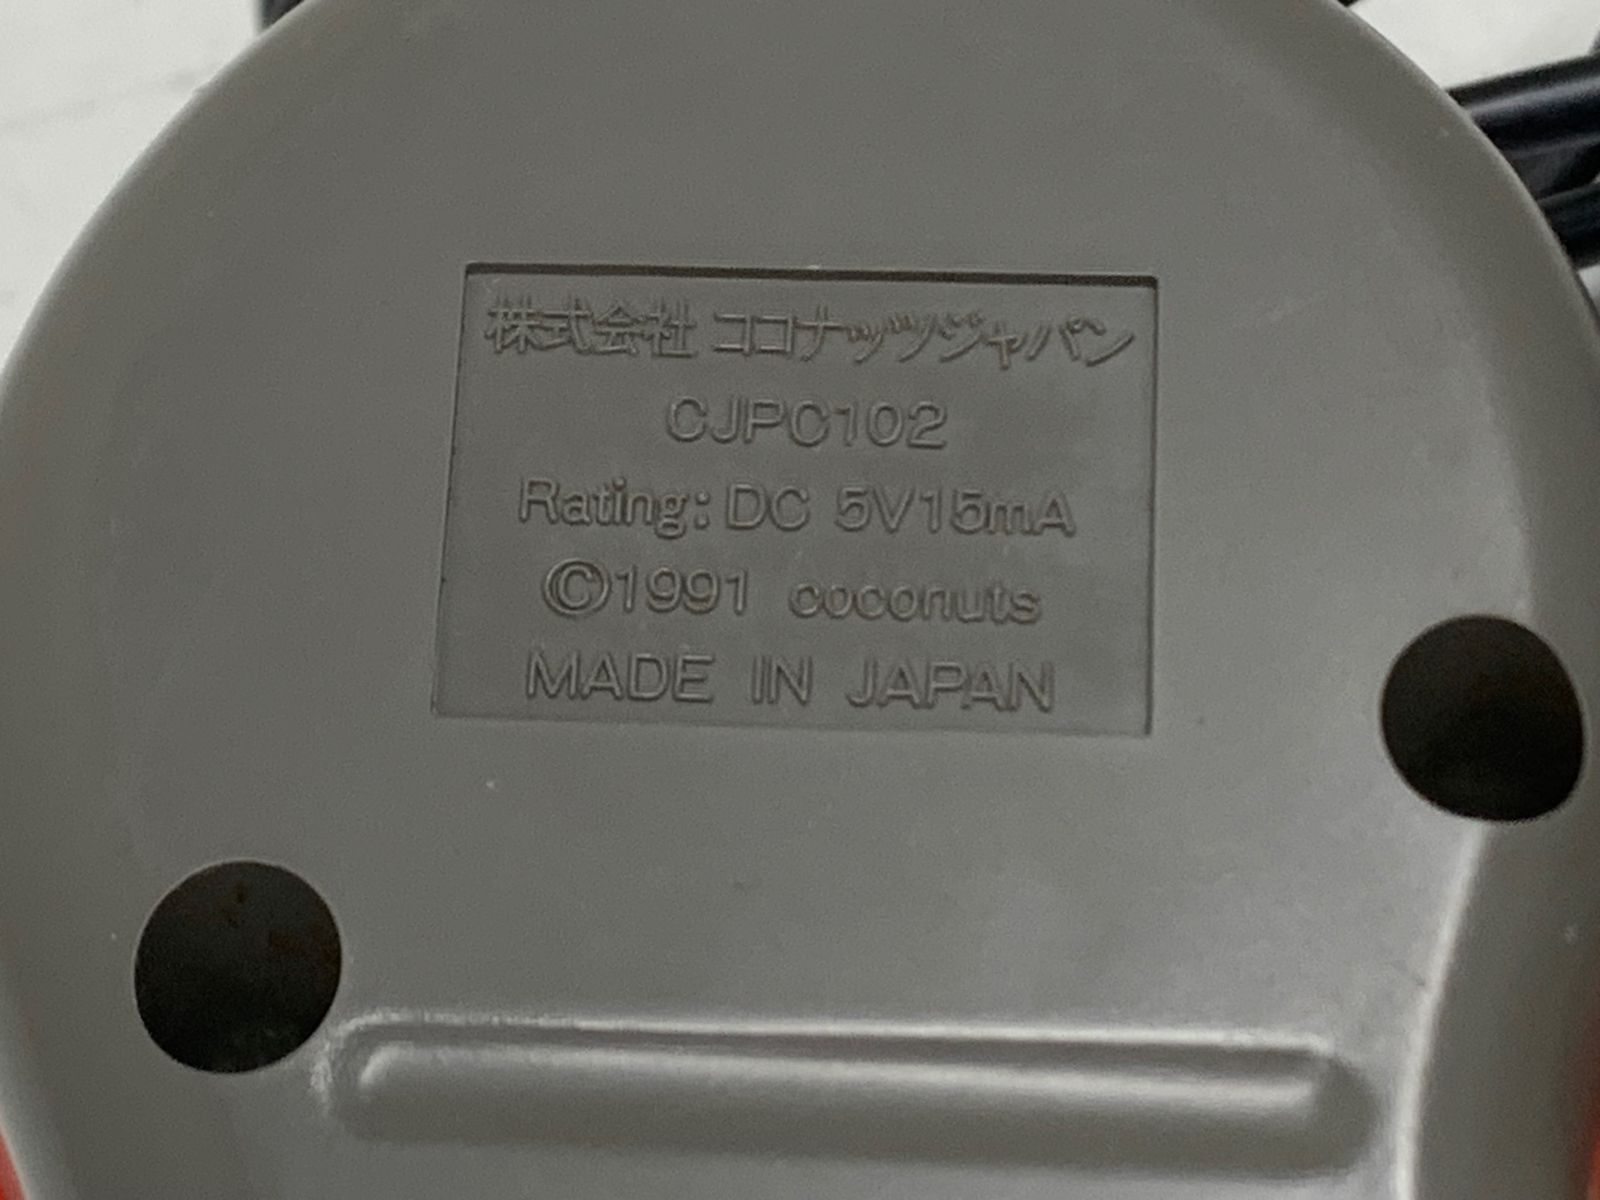 株式会社 ココナッツジャパン
CJPC102
Rating: DC 5V15mA
©1991 coconuts
MADE IN JAPAN